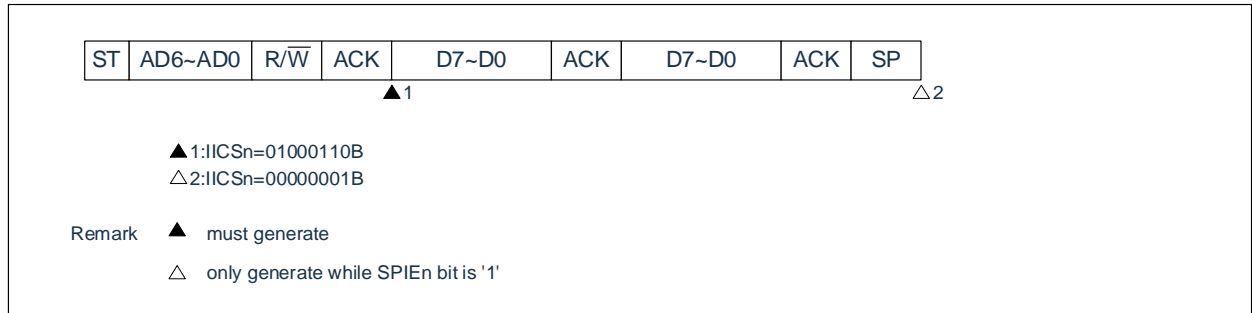 ST AD6~AD0 R/W̅ ACK D7~D0 ACK D7~D0 ACK SP
▲1 △2
▲1:IICSn=01000110B
△2:IICSn=00000001B
Remark ▲ must generate
△ only generate while SPIEn bit is '1'